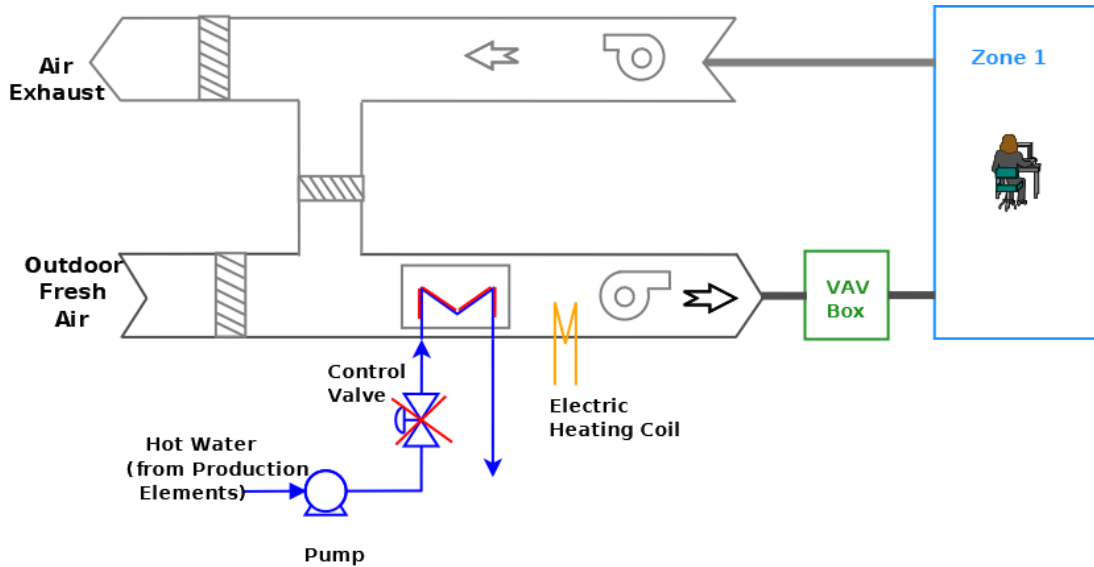 Air
Exhaust
Zone 1
Outdoor
Fresh
Air
VAV
Box
Control
Valve
Electric
Heating Coil
Hot Water
(from Production
Elements)
Pump